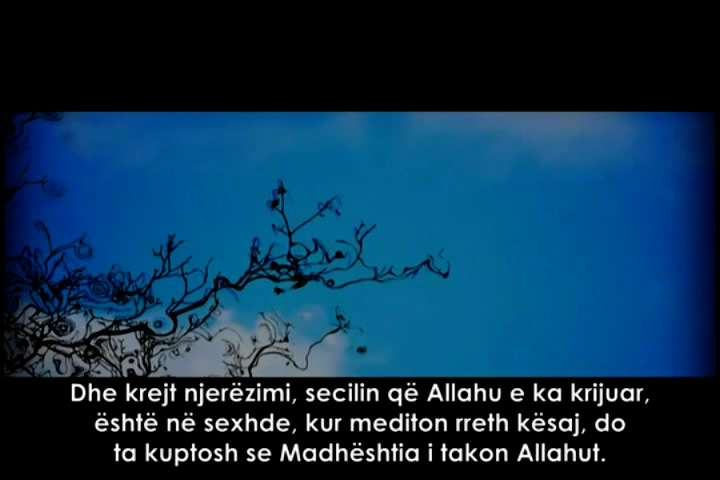 Dhe krejt njerëzimi, secilin që Allahu e ka krijuar,
është në sexhde, kur mediton rreth kësaj, do
ta kuptosh se Madhështia i takon Allahut.